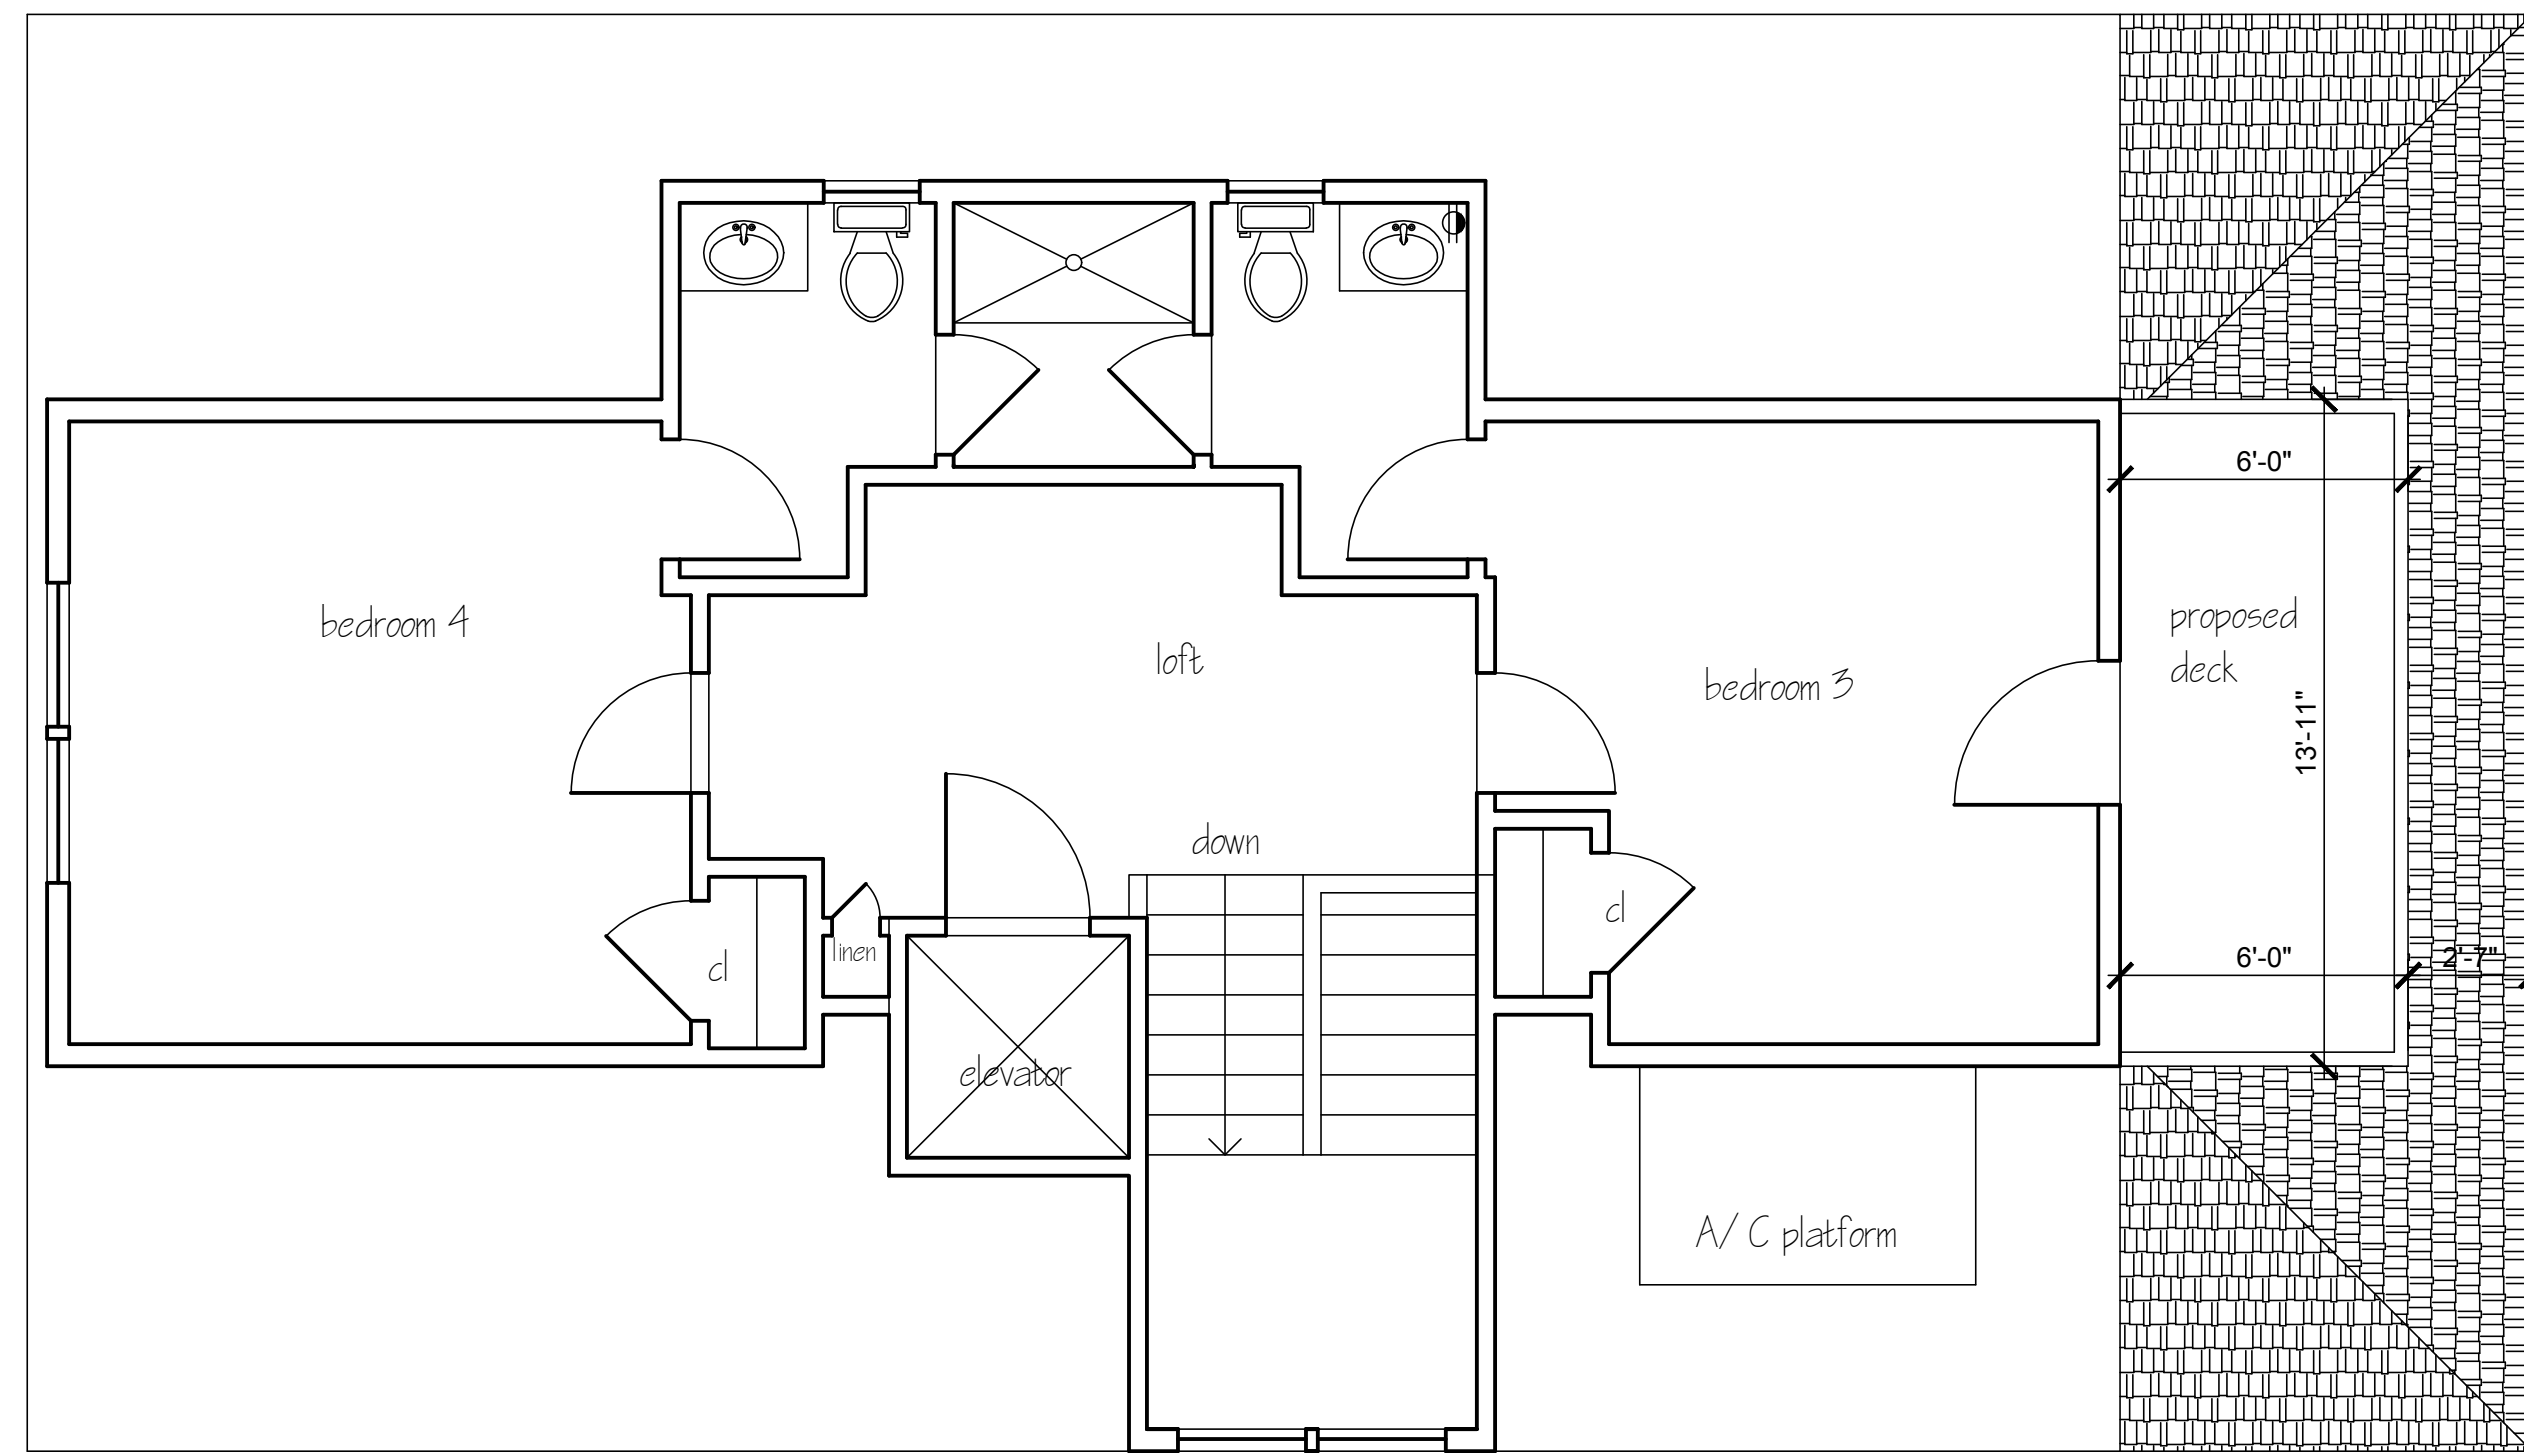 6'-0"
bedroom 4
loft
bedroom 3
proposed
deck
13'-11"
down
cl
cl
linen
6'-0"
2'-7"
elevator
A/ C platform